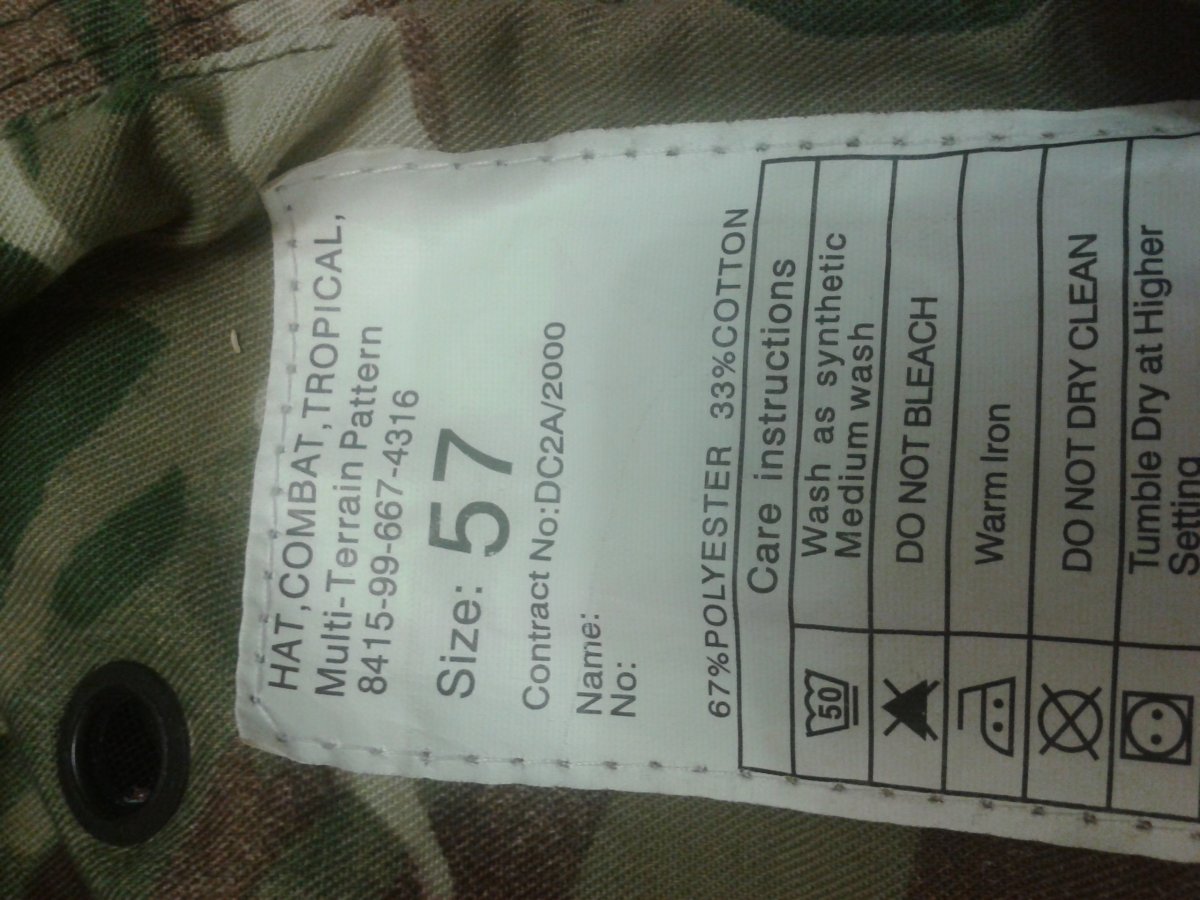 HAT,COMBAT,TROPICAL,
Multi-Terrain Pattern
8415-99-667-4316
Size: 57
Contract No:DC2A/2000
Name:
No:
67%POLYESTER 33%COTTON
Care instructions
50 Wash as synthetic
Medium wash
DO NOT BLEACH
Warm Iron
DO NOT DRY CLEAN
Tumble Dry at Higher
Setting